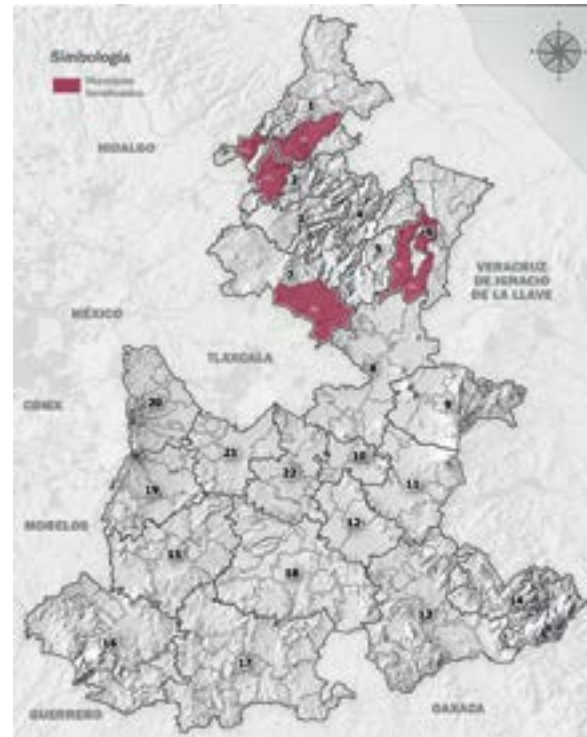 Simbología
HIDALGO
1
2
3
4
5
6
VERACRUZ
DE IGNACIO
DE LA LLAVE
MÉXICO
TLAXCALA
8
CDMX
20
9
21
10
22
11
19
12
MORELOS
15
18
13
14
16
17
GUERRERO
OAXACA